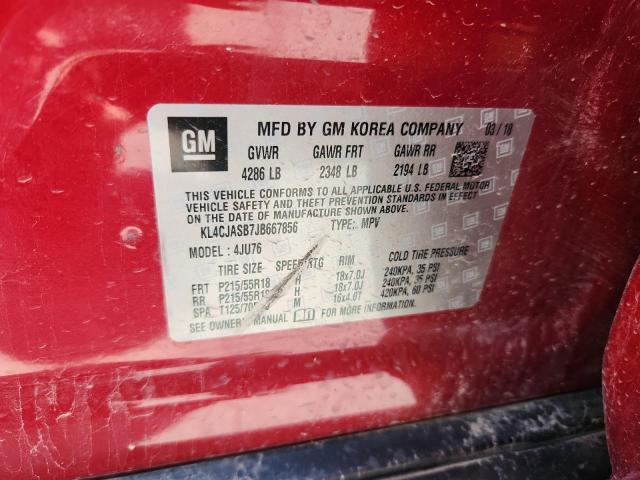 GM MFD BY GM KOREA COMPANY 03/18
GVWR GAWR FRT GAWR RR
4286 LB 2348 LB 2194 LB
THIS VEHICLE CONFORMS TO ALL APPLICABLE U.S. FEDERAL MOTOR
VEHICLE SAFETY AND THEFT PREVENTION STANDARDS IN EFFECT
ON THE DATE OF MANUFACTURE SHOWN ABOVE.
KL4CJASB7JB667856 TYPE: MPV
MODEL: 4JU76
TIRE SIZE SPEED RTG RIM COLD TIRE PRESSURE
FRT P215/55R18 H 18x7.0J 240KPA, 35 PSI
RR P215/55R18 H 18x7.0J 240KPA, 35 PSI
SPA M 16x4.0T 420KPA, 60 PSI
SEE OWNER'S MANUAL FOR MORE INFORMATION.